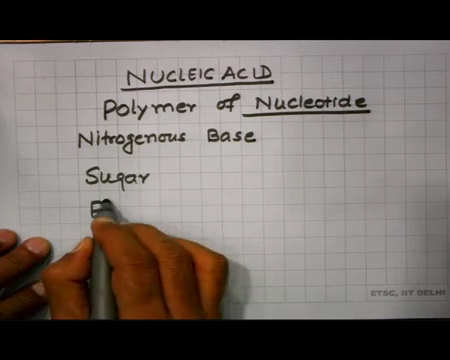 NUCLEIC ACID
Polymer of Nucleotide
Nitrogenous Base
Sugar
ETSC, IIT DELHI